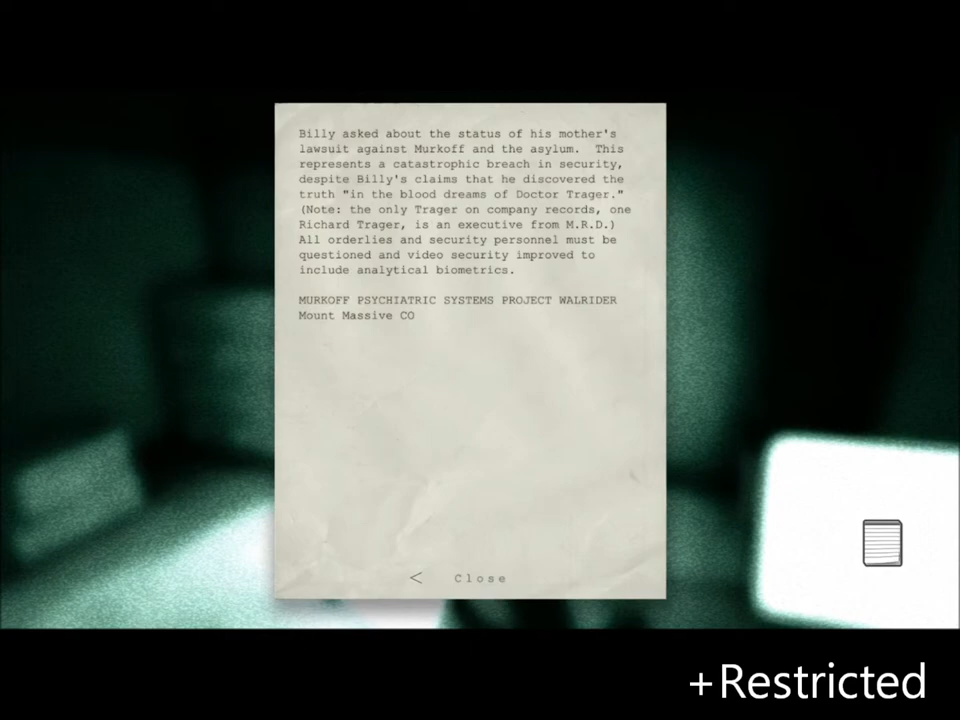 Billy asked about the status of his mother's
lawsuit against Murkoff and the asylum.  This
represents a catastrophic breach in security,
despite Billy's claims that he discovered the
truth "in the blood dreams of Doctor Trager."
(Note: the only Trager on company records, one
Richard Trager, is an executive from M.R.D.)
All orderlies and security personnel must be
questioned and video security improved to
include analytical biometrics.

MURKOFF PSYCHIATRIC SYSTEMS PROJECT WALRIDER
Mount Massive CO
< Close
+Restricted